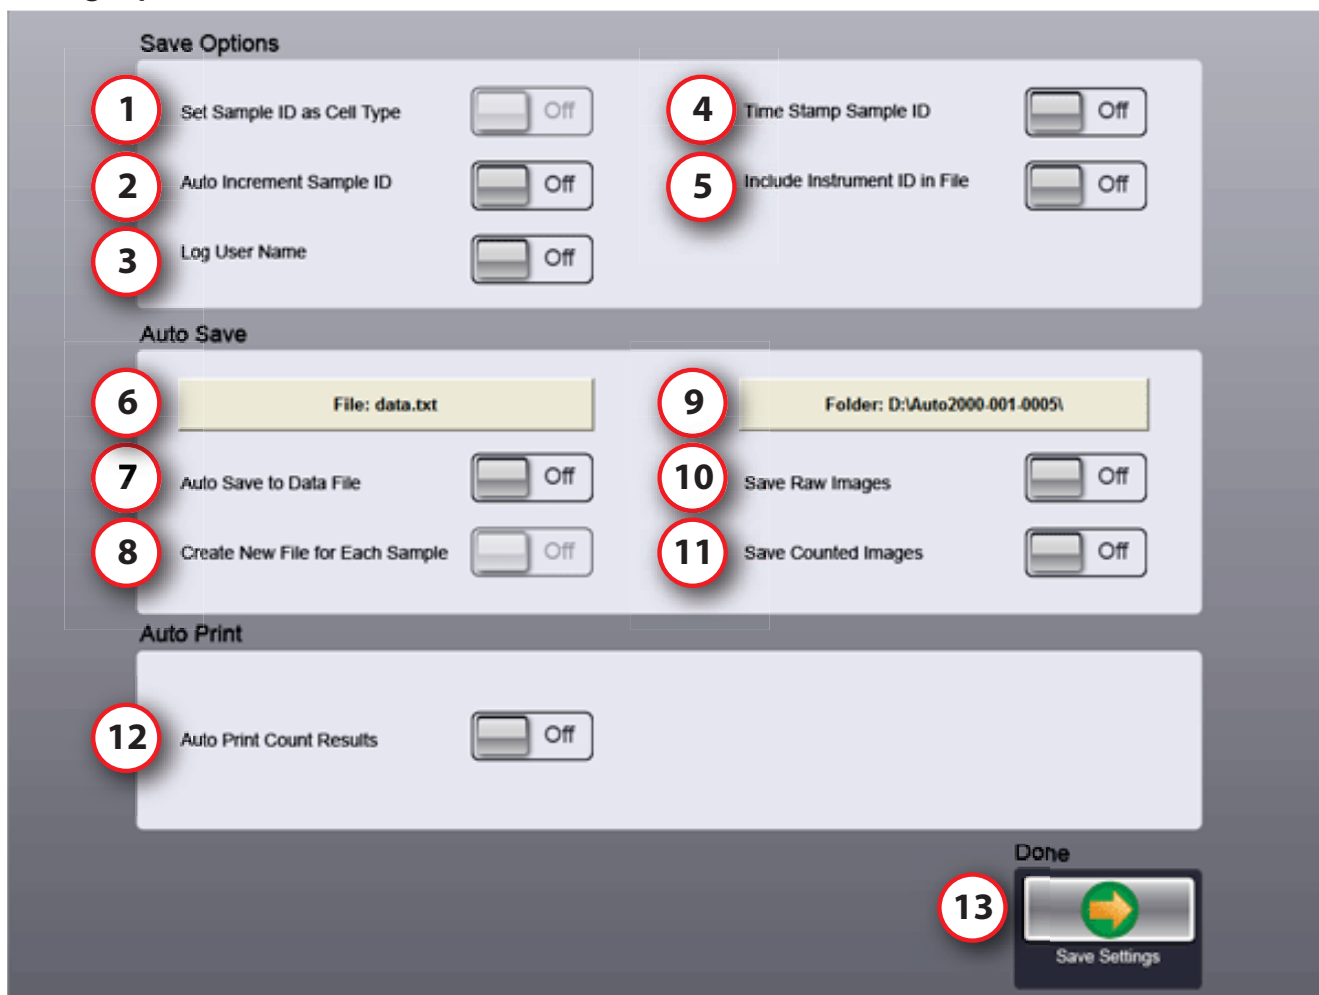 Save Options
1 Set Sample ID as Cell Type Off
4 Time Stamp Sample ID Off
2 Auto Increment Sample ID Off
5 Include Instrument ID in File Off
3 Log User Name Off
Auto Save
6 File: data.txt
9 Folder: D:\Auto2000-001-0005\
7 Auto Save to Data File Off
10 Save Raw Images Off
8 Create New File for Each Sample Off
11 Save Counted Images Off
Auto Print
12 Auto Print Count Results Off
Done
13
Save Settings